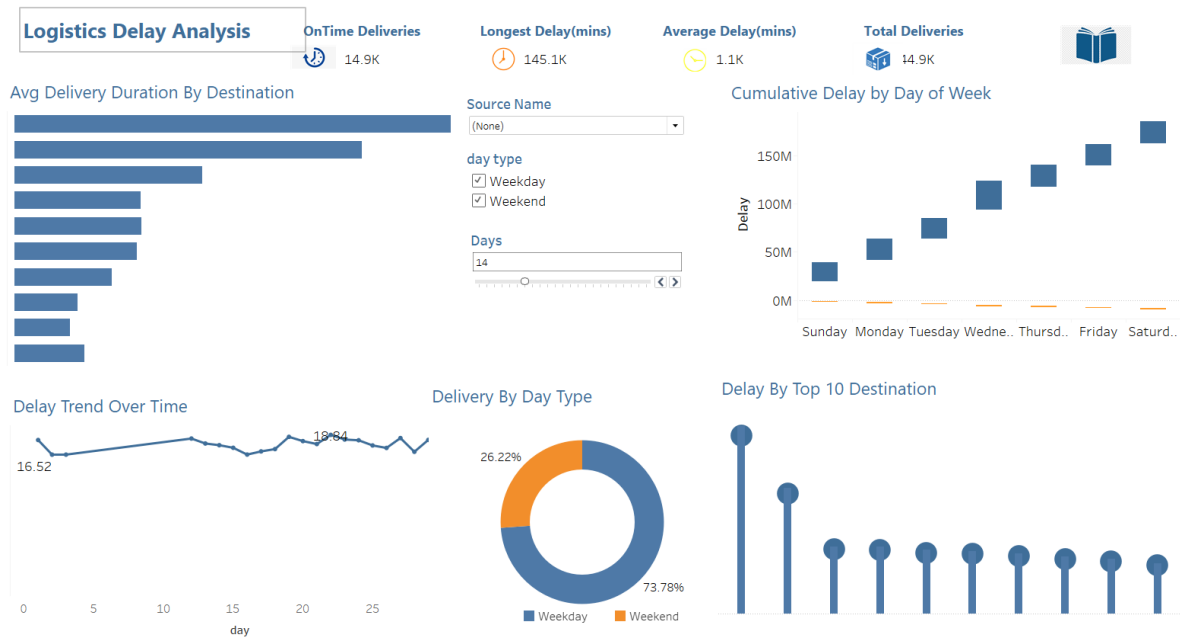 Logistics Delay Analysis
OnTime Deliveries
14.9K
Longest Delay(mins)
145.1K
Average Delay(mins)
1.1K
Total Deliveries
44.9K
Avg Delivery Duration By Destination
Source Name
(None)
day type
Weekday
Weekend
Days
14
Cumulative Delay by Day of Week
Delay
150M
100M
50M
0M
Sunday Monday Tuesday Wedne.. Thursd.. Friday Saturd..
Delay Trend Over Time
16.52
18.84
0 5 10 15 20 25
day
Delivery By Day Type
26.22%
73.78%
Weekday Weekend
Delay By Top 10 Destination